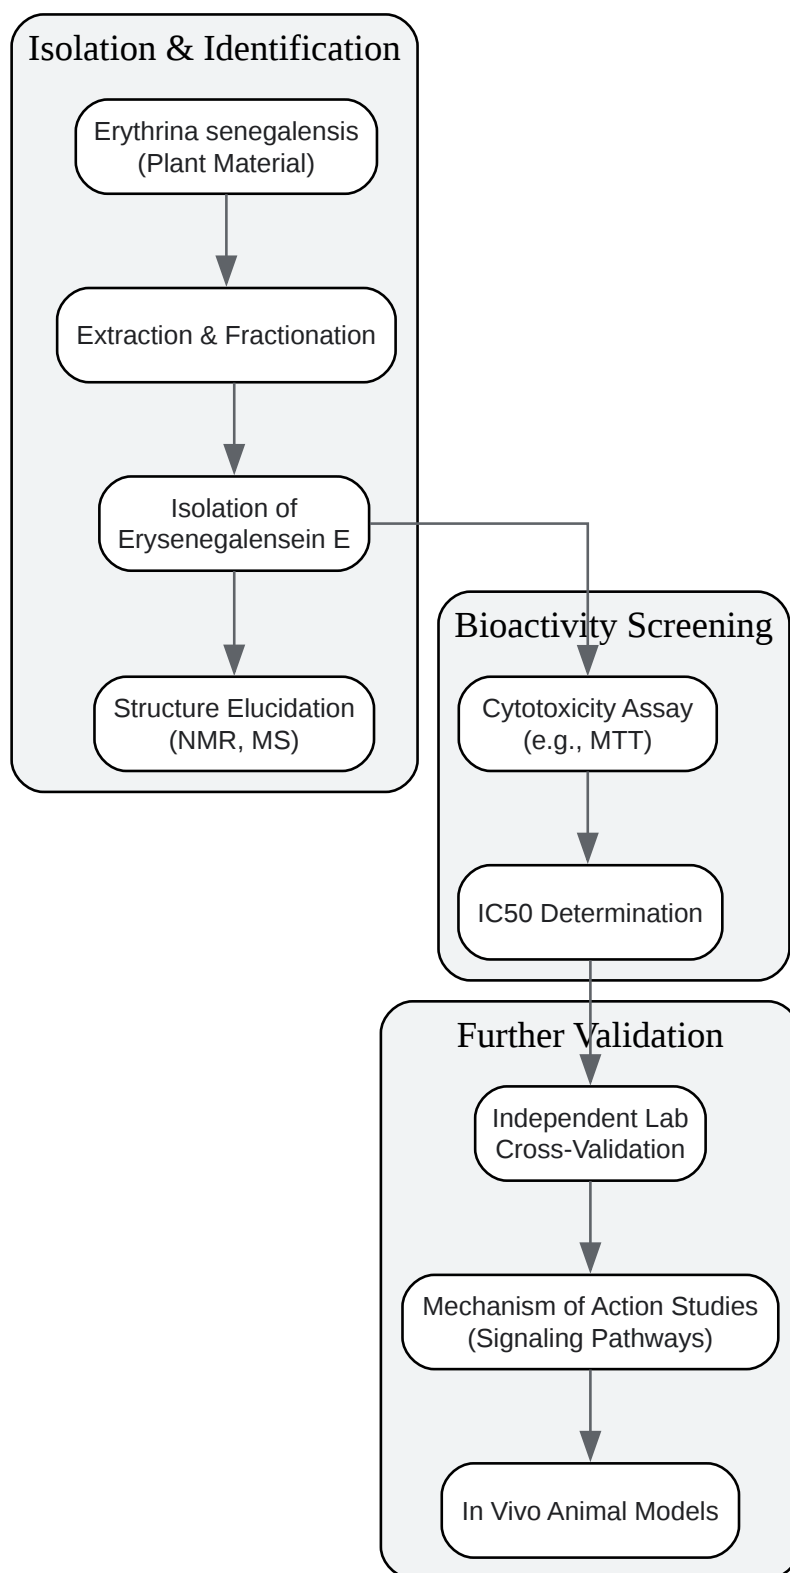 Isolation & Identification
Erythrina senegalensis
(Plant Material)
Extraction & Fractionation
Isolation of
Erysenegalensein E
Structure Elucidation
(NMR, MS)
Bioactivity Screening
Cytotoxicity Assay
(e.g., MTT)
IC50 Determination
Further Validation
Independent Lab
Cross-Validation
Mechanism of Action Studies
(Signaling Pathways)
In Vivo Animal Models